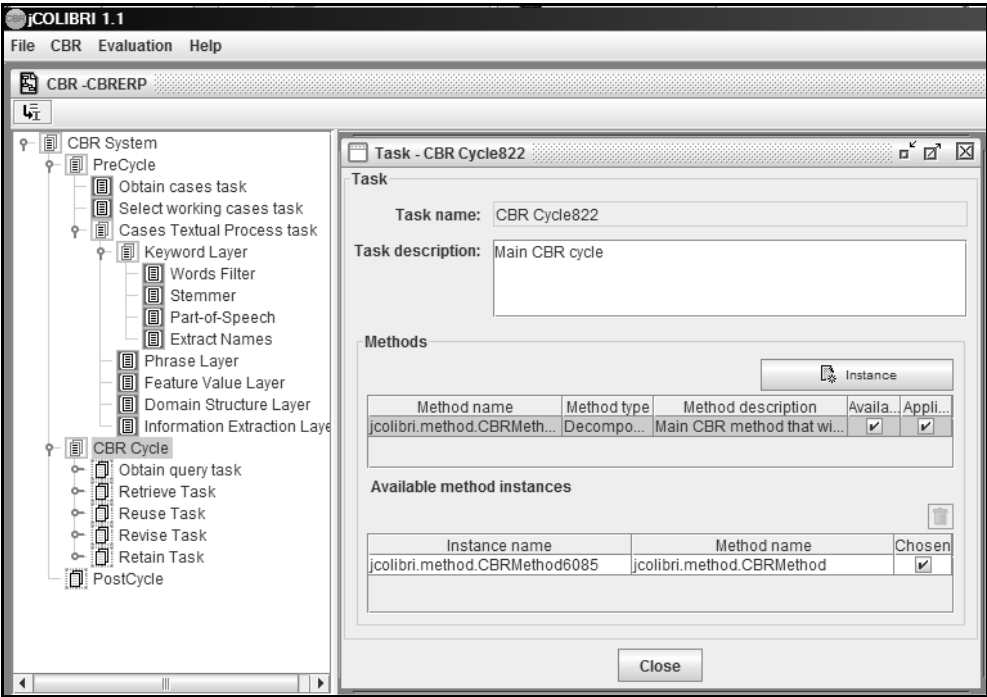 jCOLIBRI 1.1
File CBR Evaluation Help
CBR -CBRERP
CBR System
PreCycle
Obtain cases task
Select working cases task
Cases Textual Process task
Keyword Layer
Words Filter
Stemmer
Part-of-Speech
Extract Names
Phrase Layer
Feature Value Layer
Domain Structure Layer
Information Extraction Laye
CBR Cycle
Obtain query task
Retrieve Task
Reuse Task
Revise Task
Retain Task
PostCycle
Task - CBR Cycle822
Task
Task name: CBR Cycle822
Task description: Main CBR cycle
Methods
Instance
Method name Method type Method description Availa... Appli...
jcolibri.method.CBRMeth... Decompo... Main CBR method that wi...
Available method instances
Instance name Method name Chosen
jcolibri.method.CBRMethod6085 jcolibri.method.CBRMethod
Close